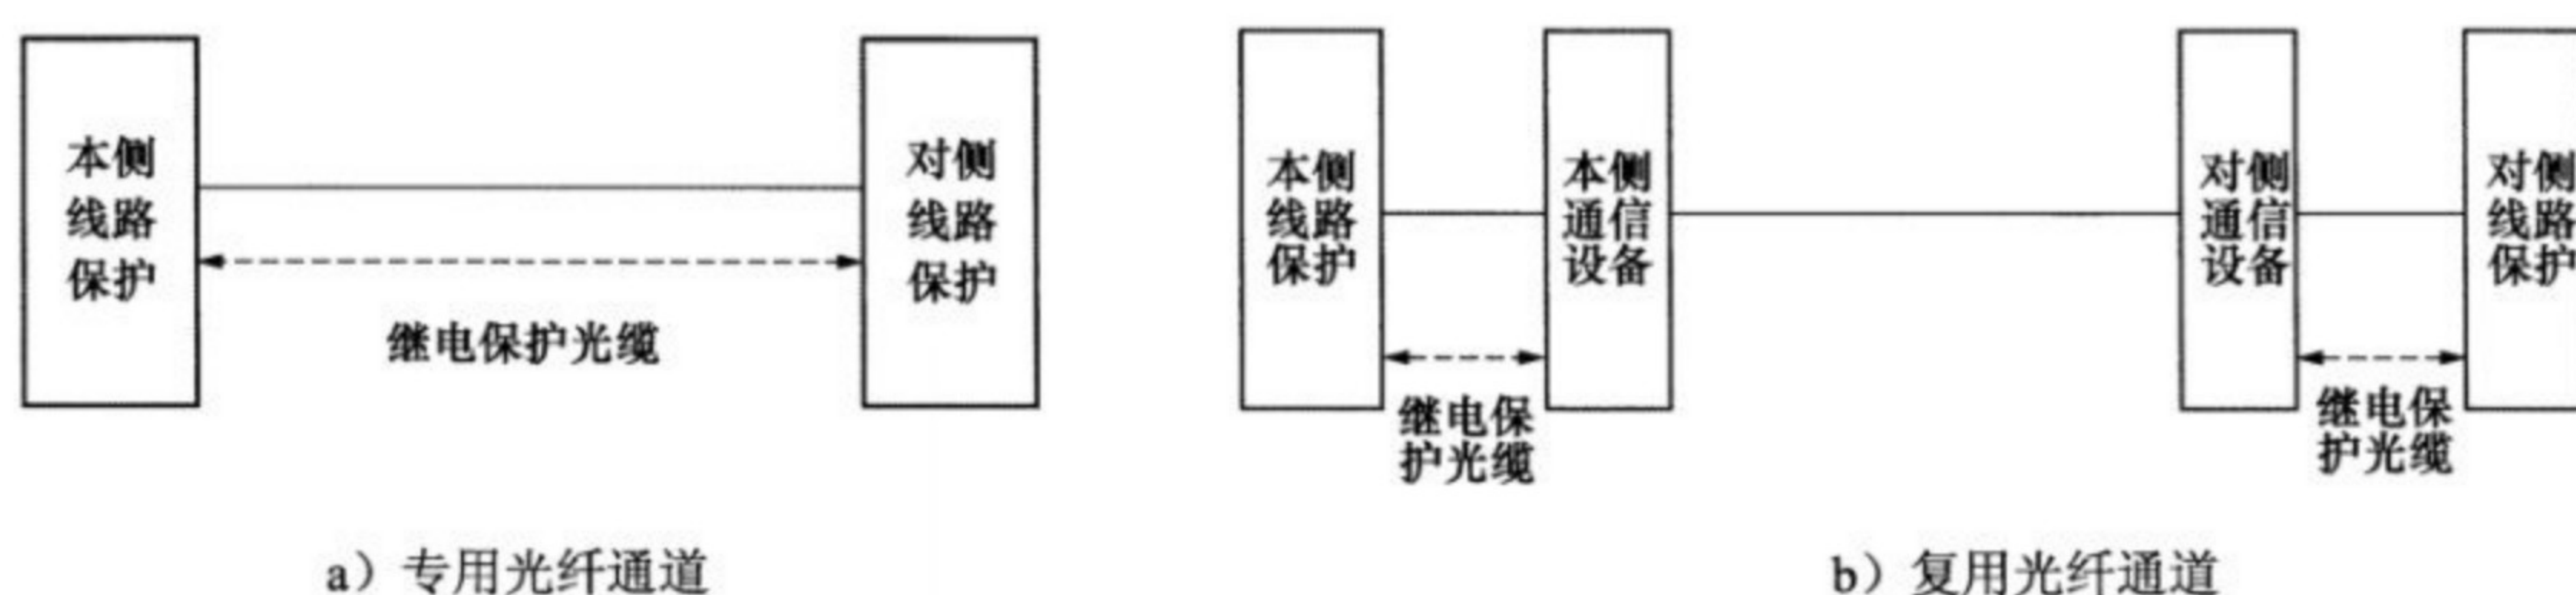 本侧
线路
保护
对侧
线路
保护
继电保护光缆
a）专用光纤通道
本侧
线路
保护
本侧
通信
设备
对侧
通信
设备
对侧
线路
保护
继电保
护光缆
继电保
护光缆
b）复用光纤通道